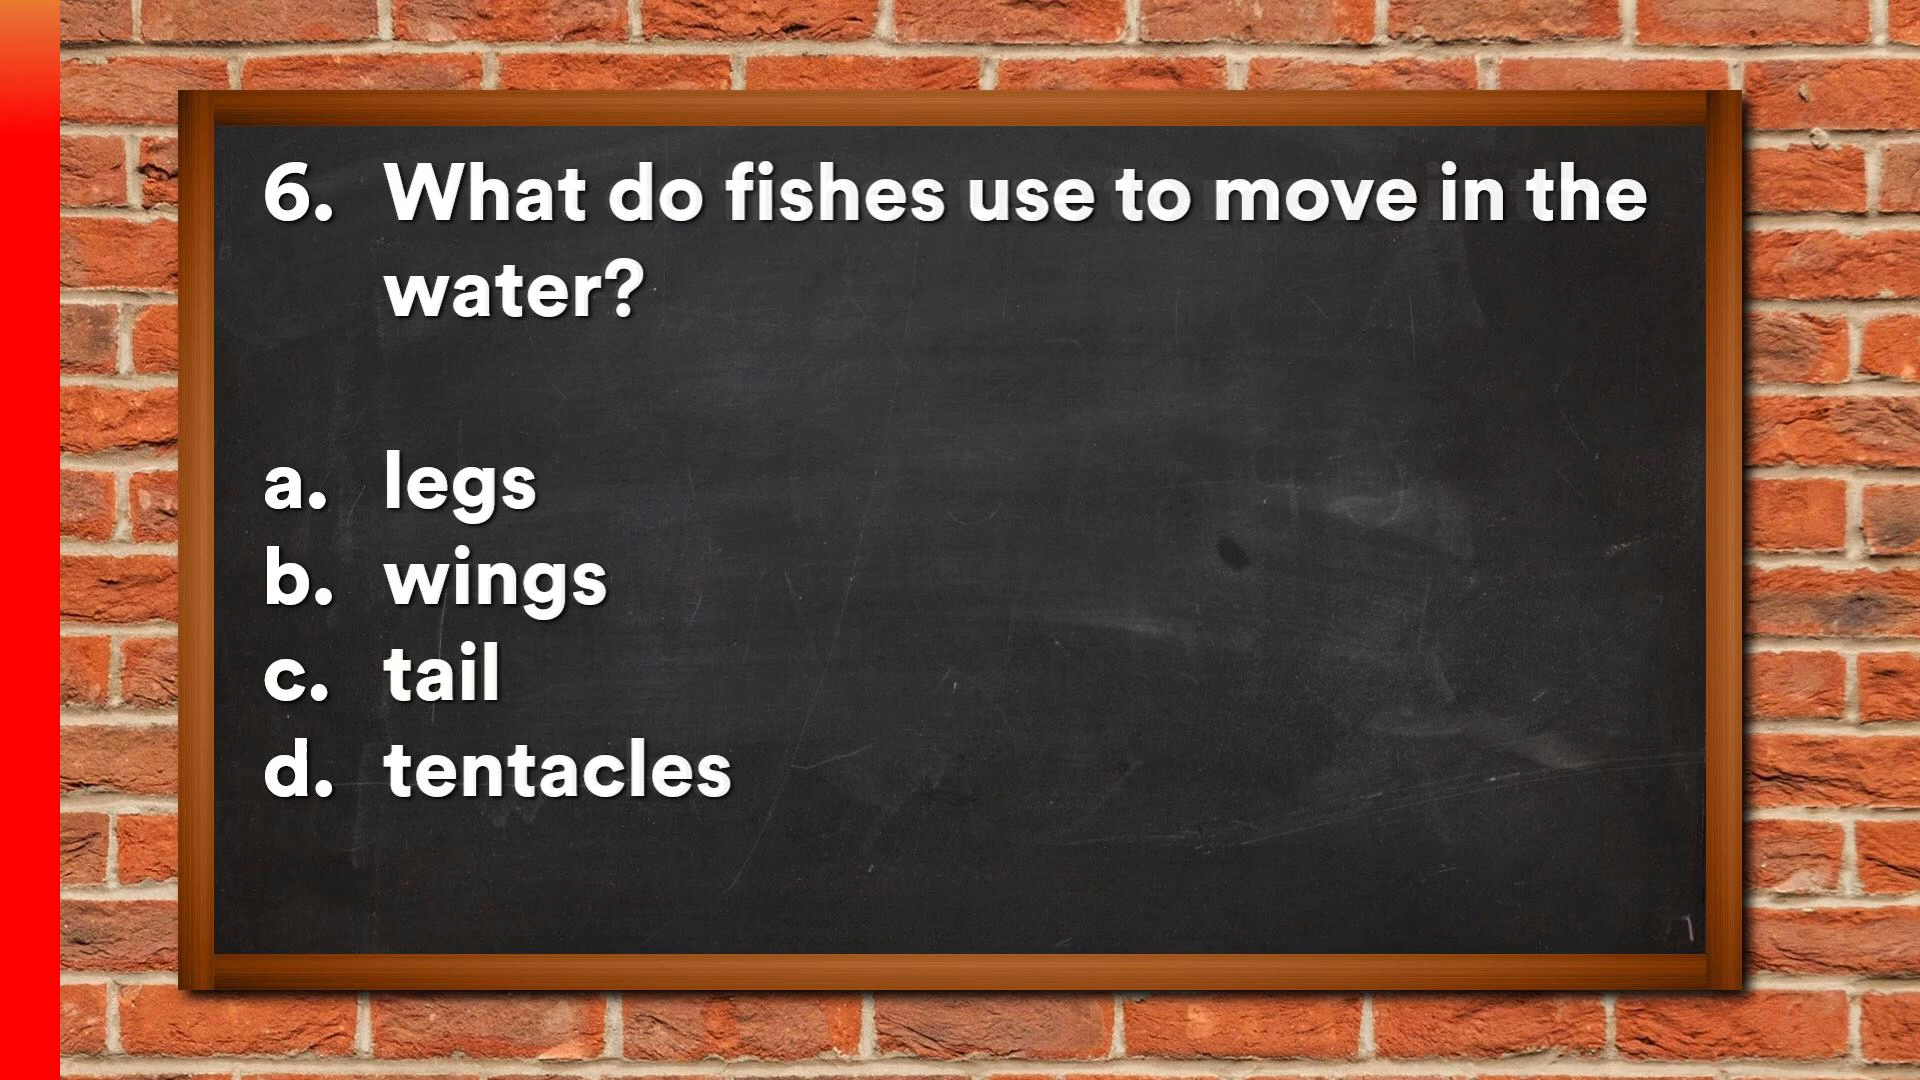 6. What do fishes use to move in the
water?
a. legs
b. wings
c. tail
d. tentacles